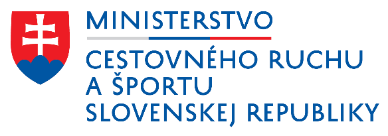 MINISTERSTVO
CESTOVNÉHO RUCHU
A ŠPORTU
SLOVENSKEJ REPUBLIKY